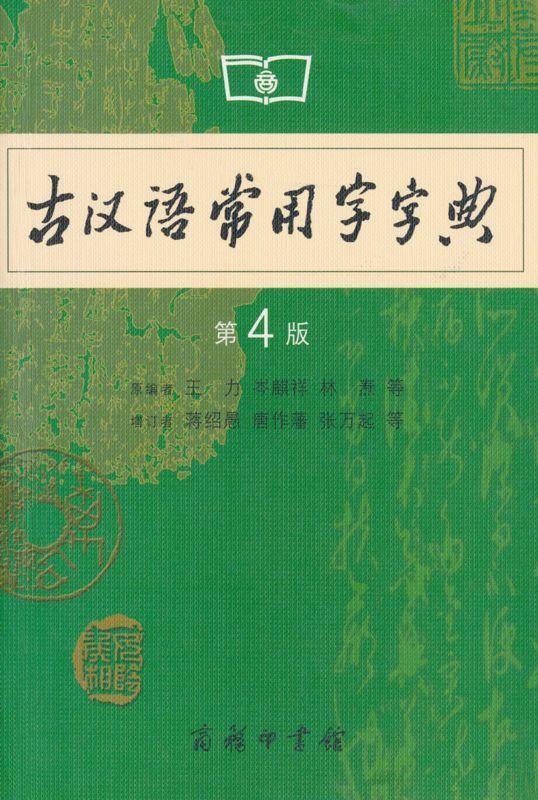 古汉语常用字字典
第4版
原编者 王力 岑麒祥 林焘 等
增订者 蒋绍愚 唐作藩 张万起 等
商务印书馆